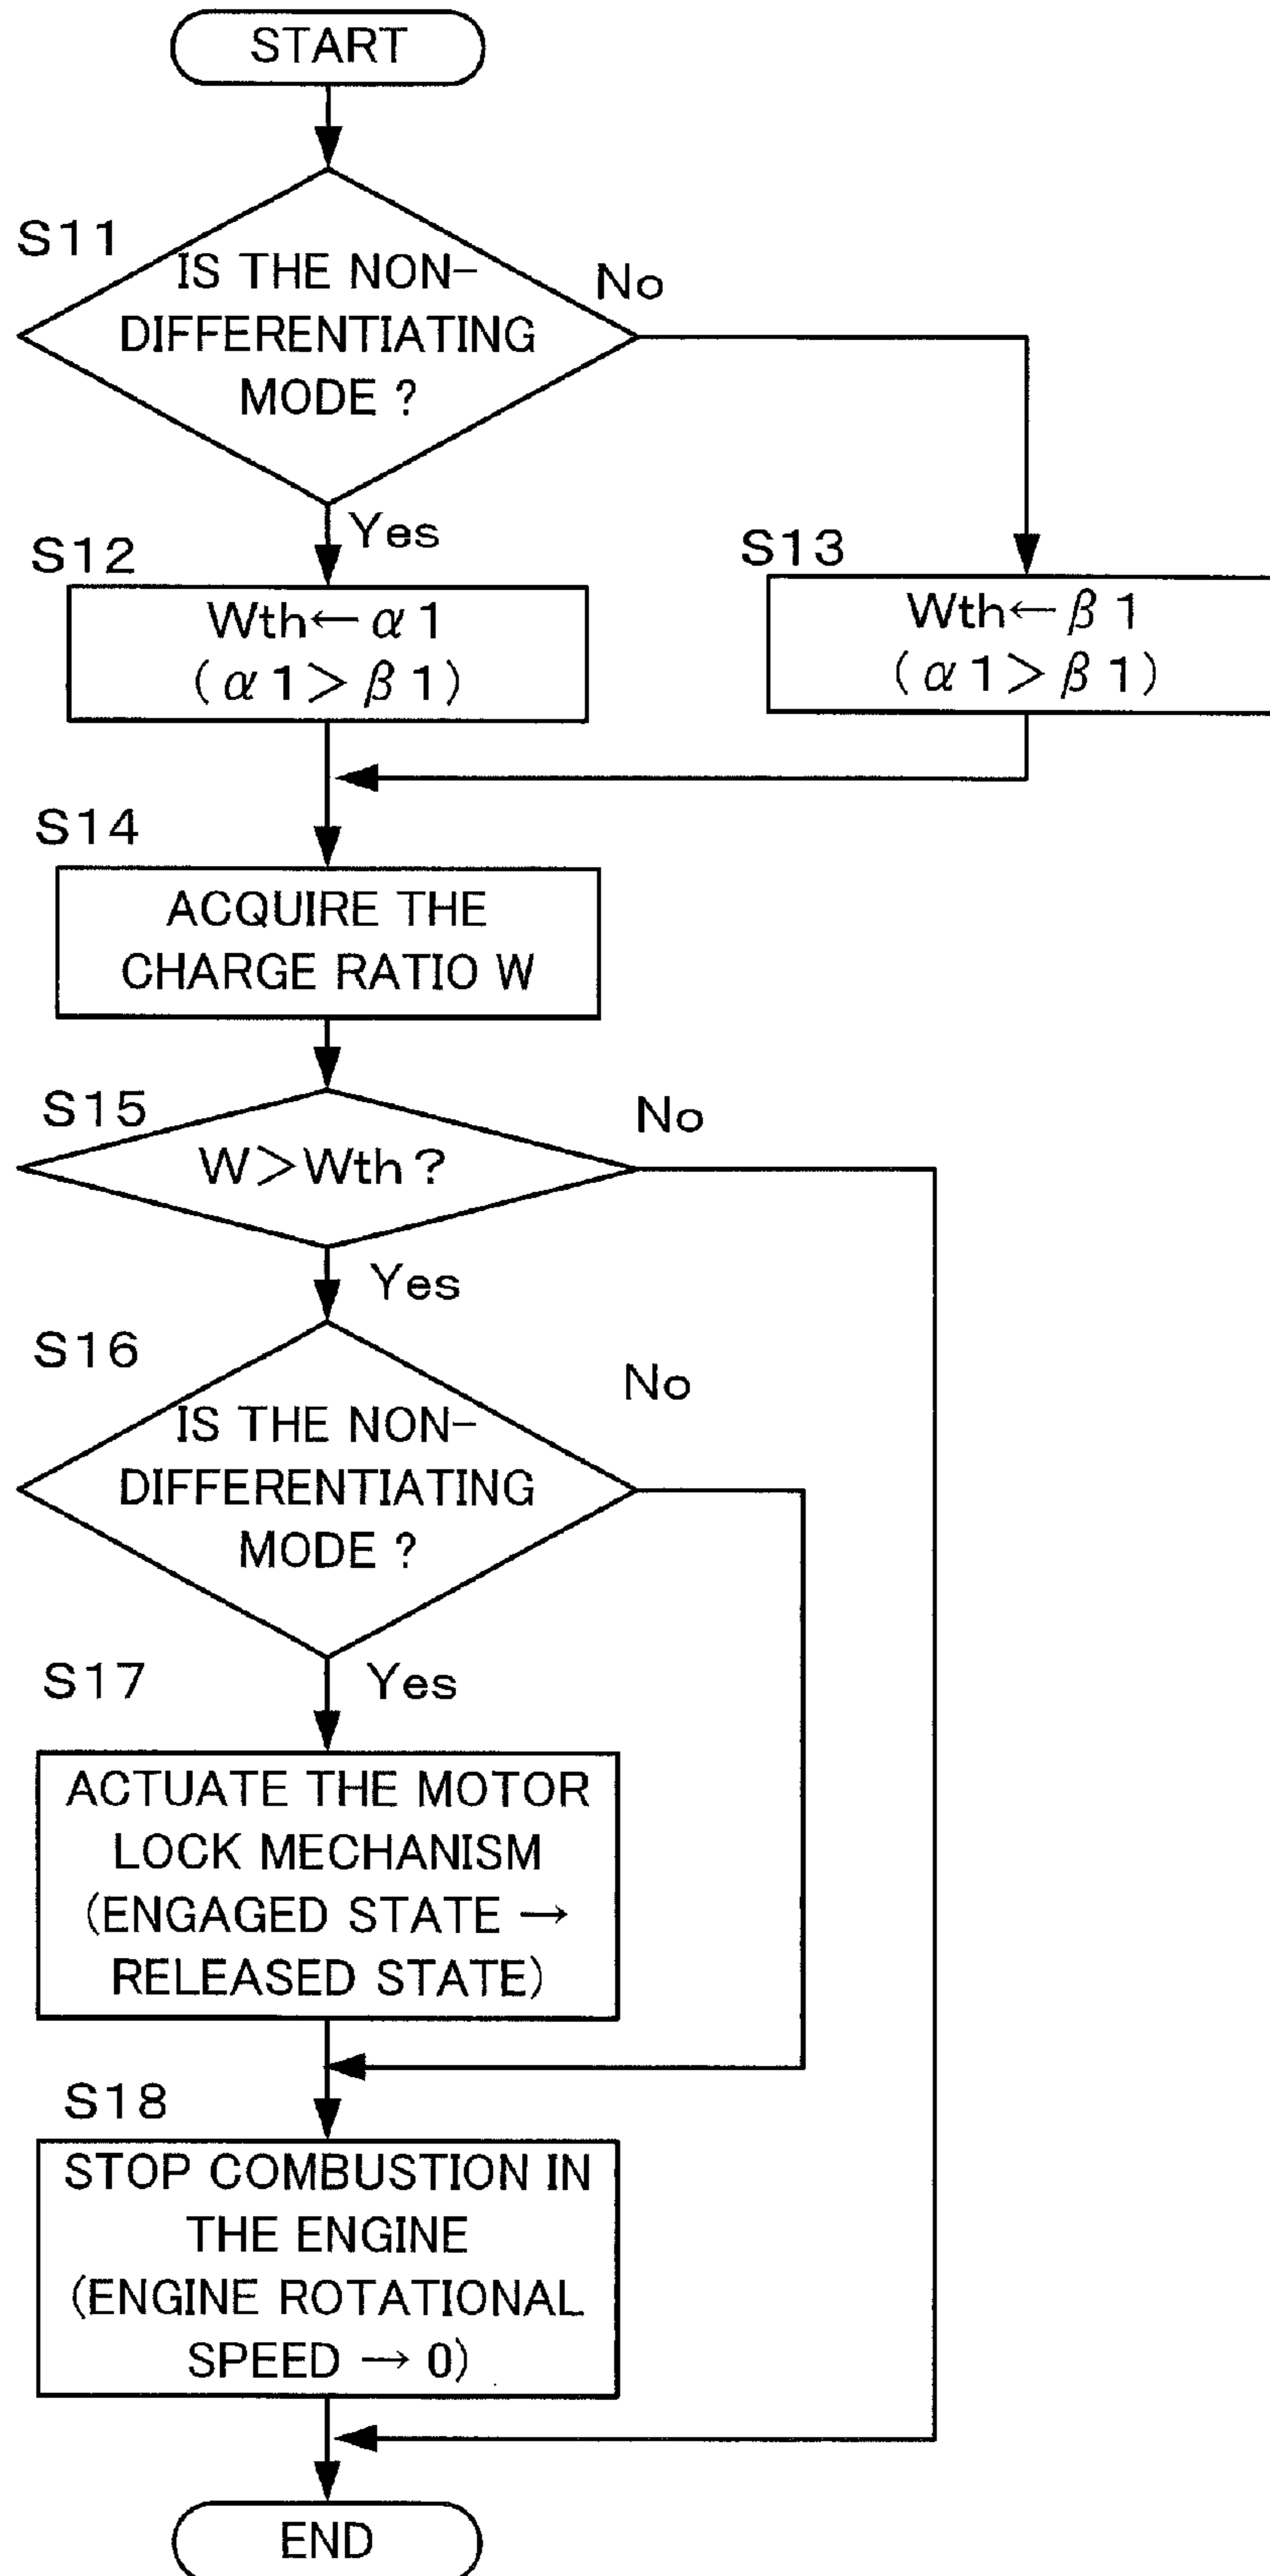 START
S11
IS THE NON-
DIFFERENTIATING
MODE ?
No
Yes
S12
Wth←α1
(α1>β1)
S13
Wth←β1
(α1>β1)
S14
ACQUIRE THE
CHARGE RATIO W
S15
W>Wth?
No
Yes
S16
IS THE NON-
DIFFERENTIATING
MODE ?
No
Yes
S17
ACTUATE THE MOTOR
LOCK MECHANISM
(ENGAGED STATE →
RELEASED STATE)
S18
STOP COMBUSTION IN
THE ENGINE
(ENGINE ROTATIONAL
SPEED → 0)
END